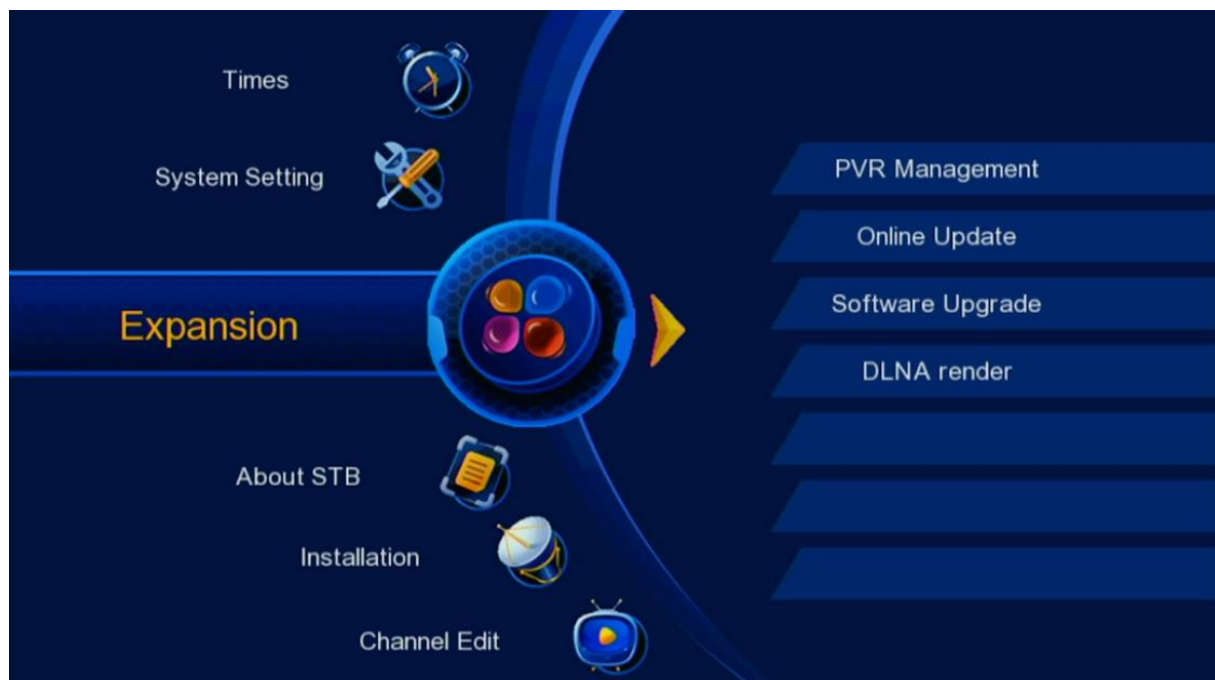 Times
System Setting
Expansion
About STB
Installation
Channel Edit
PVR Management
Online Update
Software Upgrade
DLNA render